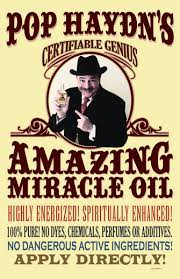 POP HAYDN'S
CERTIFIABLE GENIUS
AMAZING
MIRACLE OIL
HIGHLY ENERGIZED! SPIRITUALLY ENHANCED!
100% PURE! NO DYES, CHEMICALS, PERFUMES OR ADDITIVES.
NO DANGEROUS ACTIVE INGREDIENTS!
APPLY DIRECTLY!